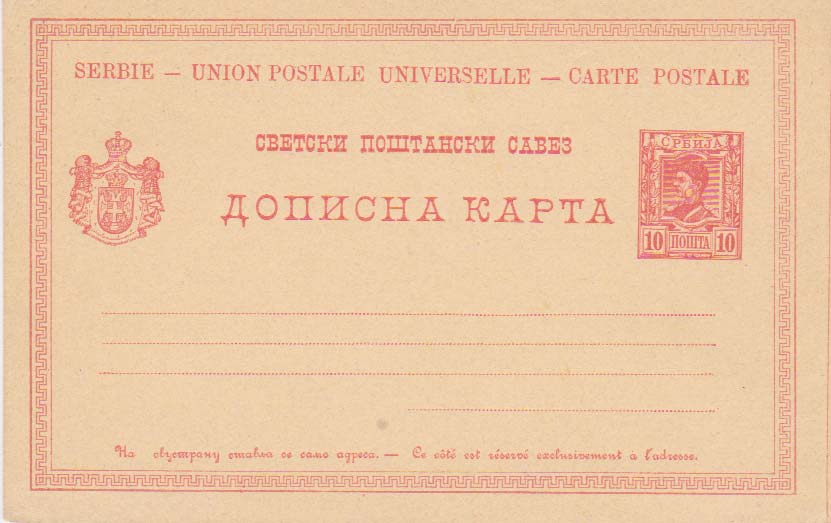 SERBIE — UNION POSTALE UNIVERSELLE — CARTE POSTALE
СВЕТСКИ ПОШТАНСКИ САВЕЗ
ДОПИСНА КАРТА
СРБИЈА
10 ПОШТА 10
На овустрану ставља се само адреса. — Ce côté est réservé exclusivement à l'adresse.